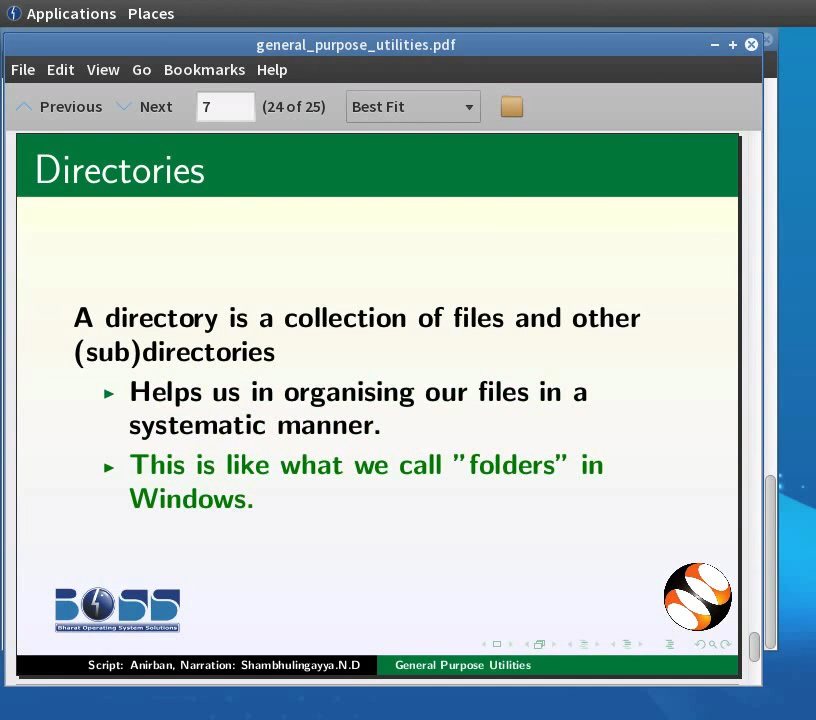 Applications Places
general_purpose_utilities.pdf
File Edit View Go Bookmarks Help
Previous Next 7 (24 of 25) Best Fit
Directories
A directory is a collection of files and other
(sub)directories
Helps us in organising our files in a
systematic manner.
This is like what we call "folders" in
Windows.
BOSS
Bharat Operating System Solutions
Script: Anirban, Narration: Shambhulingayya.N.D General Purpose Utilities